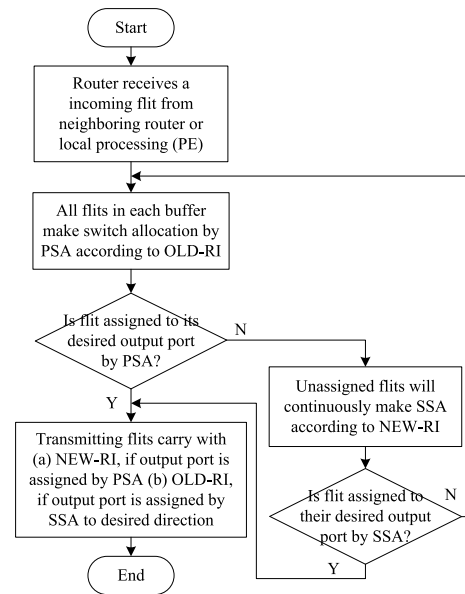 Start
Router receives a
incoming flit from
neighboring router or
local processing (PE)
All flits in each buffer
make switch allocation by
PSA according to OLD-RI
Is flit assigned to its
desired output port
by PSA?
N
Y
Unassigned flits will
continuously make SSA
according to NEW-RI
Is flit assigned to
their desired output
port by SSA?
N
Y
Transmitting flits carry with
(a) NEW-RI, if output port is
assigned by PSA (b) OLD-RI,
if output port is assigned by
SSA to desired direction
End